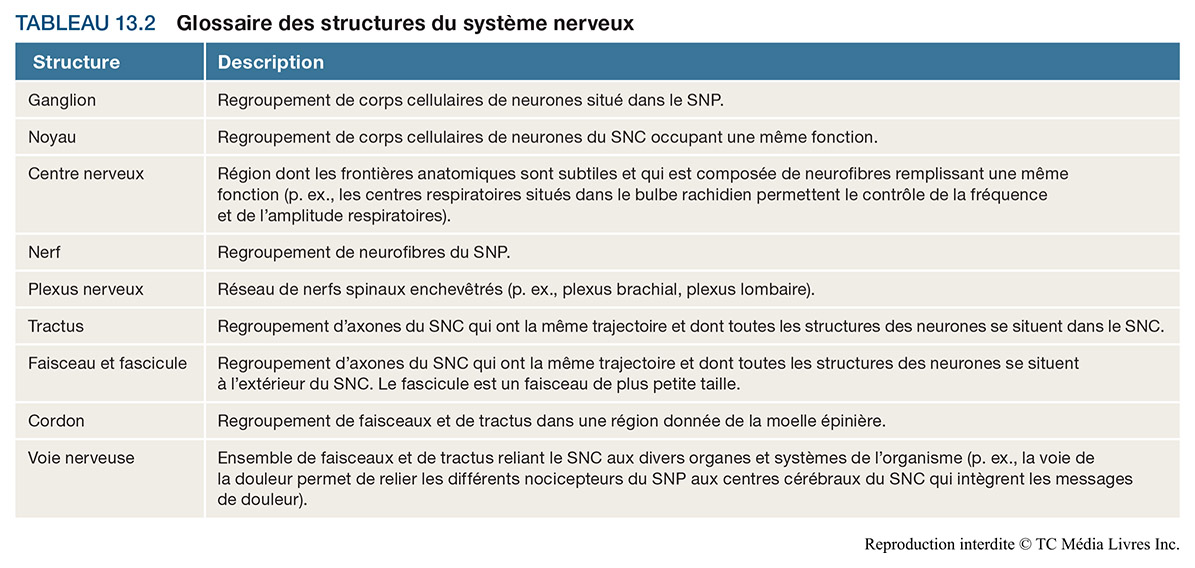 TABLEAU 13.2 Glossaire des structures du système nerveux
Structure Description
Ganglion Regroupement de corps cellulaires de neurones situé dans le SNP.
Noyau Regroupement de corps cellulaires de neurones du SNC occupant une même fonction.
Centre nerveux Région dont les frontières anatomiques sont subtiles et qui est composée de neurofibres remplissant une même
fonction (p. ex., les centres respiratoires situés dans le bulbe rachidien permettent le contrôle de la fréquence
et de l’amplitude respiratoires).
Nerf Regroupement de neurofibres du SNP.
Plexus nerveux Réseau de nerfs spinaux enchevêtrés (p. ex., plexus brachial, plexus lombaire).
Tractus Regroupement d’axones du SNC qui ont la même trajectoire et dont toutes les structures des neurones se situent dans le SNC.
Faisceau et fascicule Regroupement d’axones du SNC qui ont la même trajectoire et dont toutes les structures des neurones se situent
à l’extérieur du SNC. Le fascicule est un faisceau de plus petite taille.
Cordon Regroupement de faisceaux et de tractus dans une région donnée de la moelle épinière.
Voie nerveuse Ensemble de faisceaux et de tractus reliant le SNC aux divers organes et systèmes de l’organisme (p. ex., la voie de
la douleur permet de relier les différents nocicepteurs du SNP aux centres cérébraux du SNC qui intègrent les messages
de douleur).
Reproduction interdite © TC Média Livres Inc.